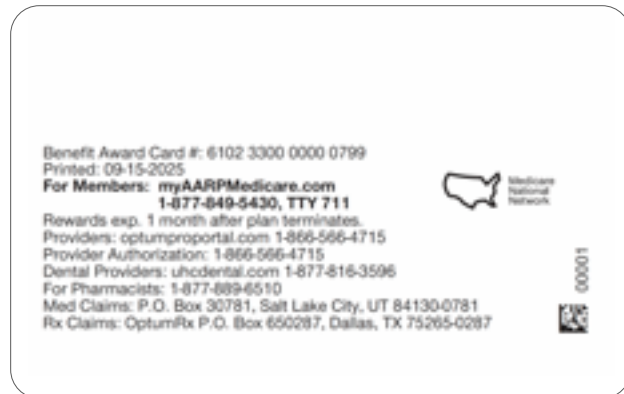 Benefit Award Card #: 6102 3300 0000 0799
Printed: 09-15-2025
For Members: myAARPMedicare.com
1-877-849-5430, TTY 711
Rewards exp. 1 month after plan terminates.
Providers: optumproportal.com 1-866-566-4715
Provider Authorization: 1-866-566-4715
Dental Providers: uhcdental.com 1-877-816-3596
For Pharmacists: 1-877-889-6510
Med Claims: P.O. Box 30781, Salt Lake City, UT 84130-0781
Rx Claims: OptumRx P.O. Box 650287, Dallas, TX 75265-0287
Medicare
National
Network
00001